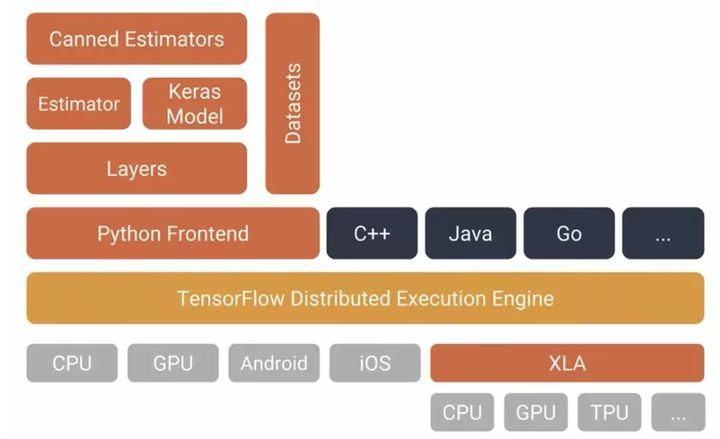 Canned Estimators
Datasets
Estimator
Keras
Model
Layers
Python Frontend
C++
Java
Go
...
TensorFlow Distributed Execution Engine
CPU
GPU
Android
iOS
XLA
CPU
GPU
TPU
...